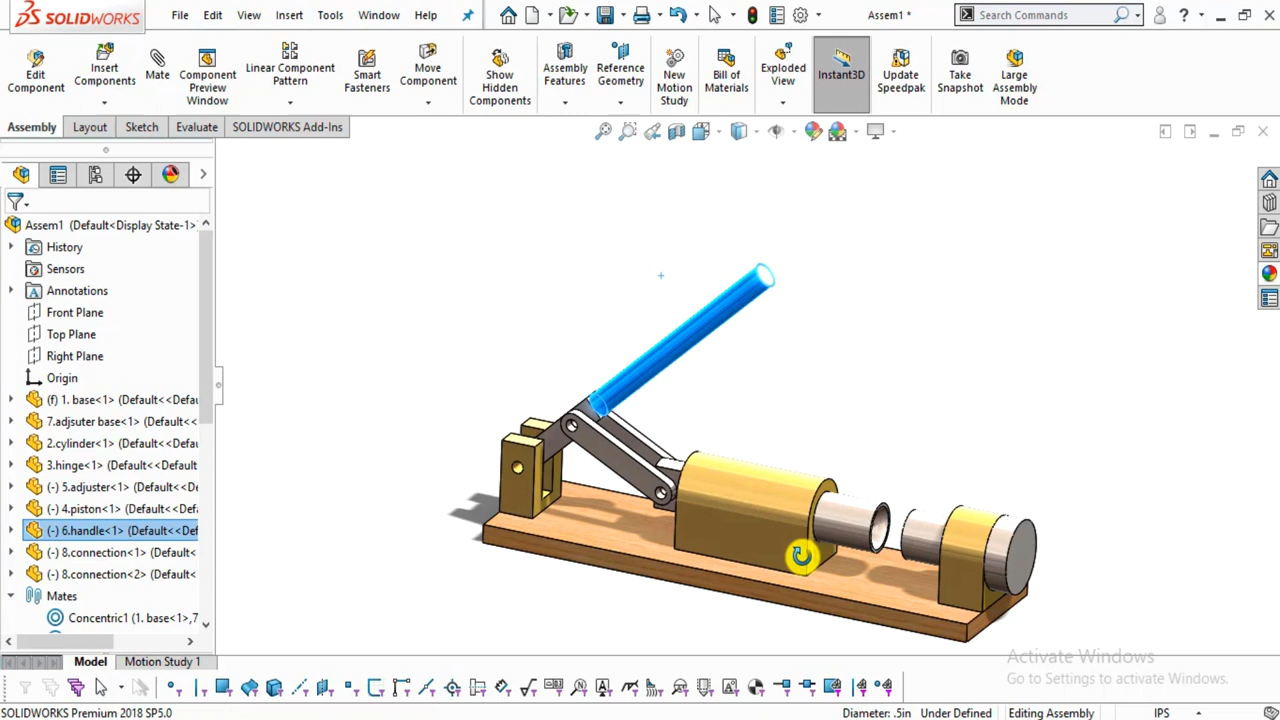 SOLIDWORKS
File Edit View Insert Tools Window Help
Assem1 *
Search Commands
Edit Component
Insert Components
Mate
Component Preview Window
Linear Component Pattern
Smart Fasteners
Move Component
Show Hidden Components
Assembly Features
Reference Geometry
New Motion Study
Bill of Materials
Exploded View
Instant3D
Update Speedpak
Take Snapshot
Large Assembly Mode
Assembly Layout Sketch Evaluate SOLIDWORKS Add-Ins
Assem1 (Default<Display State-1>
History
Sensors
Annotations
Front Plane
Top Plane
Right Plane
Origin
(f) 1. base<1> (Default<<Defa
7.adjsuter base<1> (Default<
2.cylinder<1> (Default<<Defau
3.hinge<1> (Default<<Default
(-) 5.adjuster<1> (Default<<D
(-) 4.piston<1> (Default<<Defa
(-) 6.handle<1> (Default<<Def
(-) 8.connection<1> (Default<
(-) 8.connection<2> (Default<
Mates
Concentric1 (1. base<1>,7
Model Motion Study 1
Activate Windows
Go to Settings to activate Windows.
SOLIDWORKS Premium 2018 SP5.0
Diameter: .5in Under Defined Editing Assembly IPS